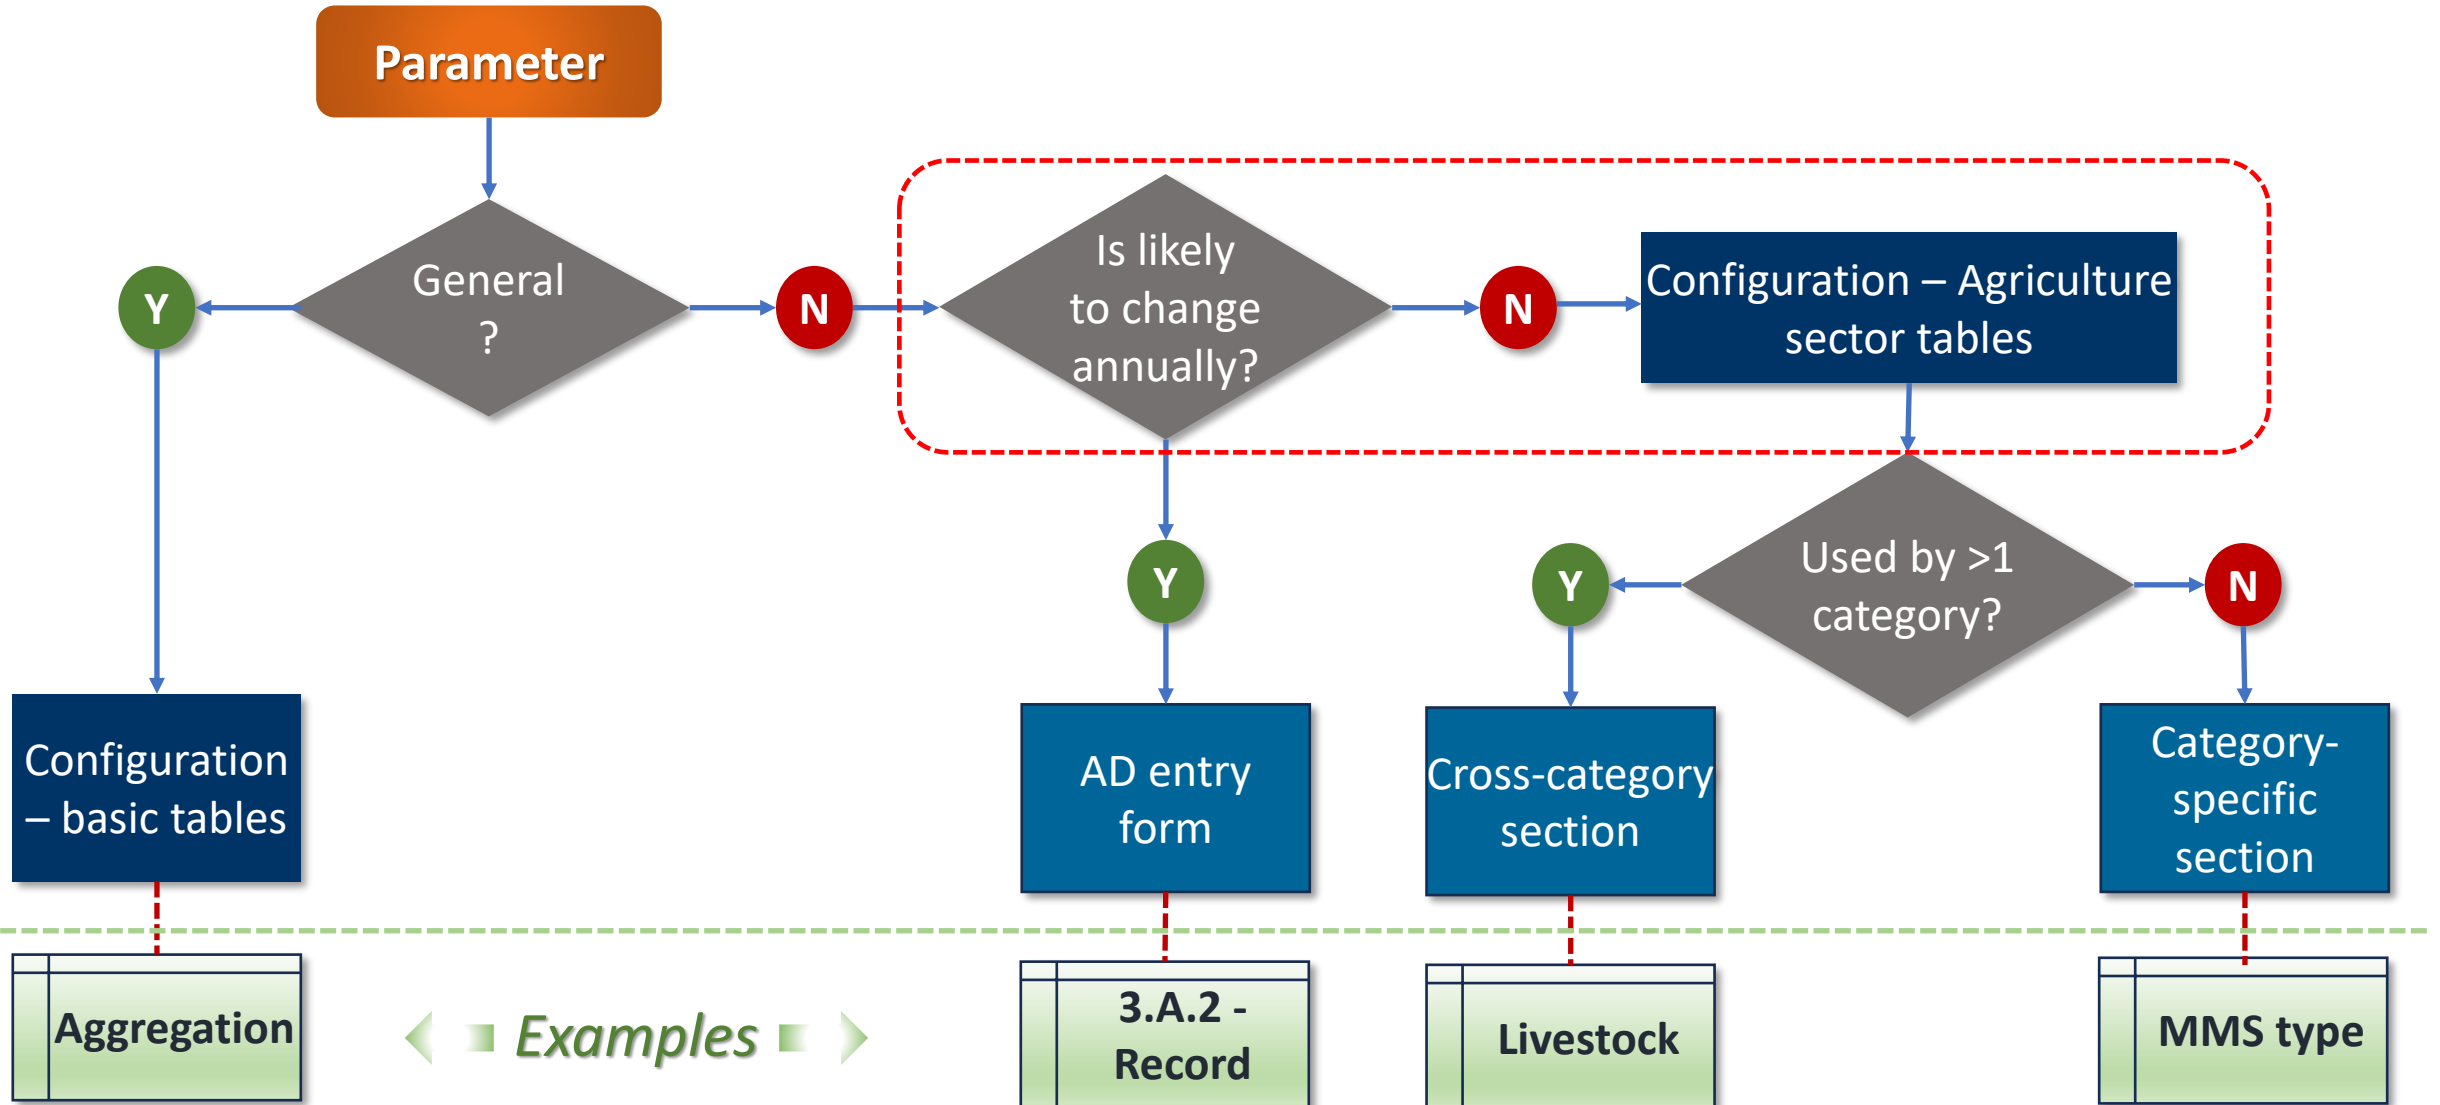 Parameter
General
?
Y
N
Is likely
to change
annually?
N
Configuration – Agriculture
sector tables
Y
Y
Used by >1
category?
N
Configuration
– basic tables
AD entry
form
Cross-category
section
Category-
specific
section
Aggregation
Examples
3.A.2 -
Record
Livestock
MMS type